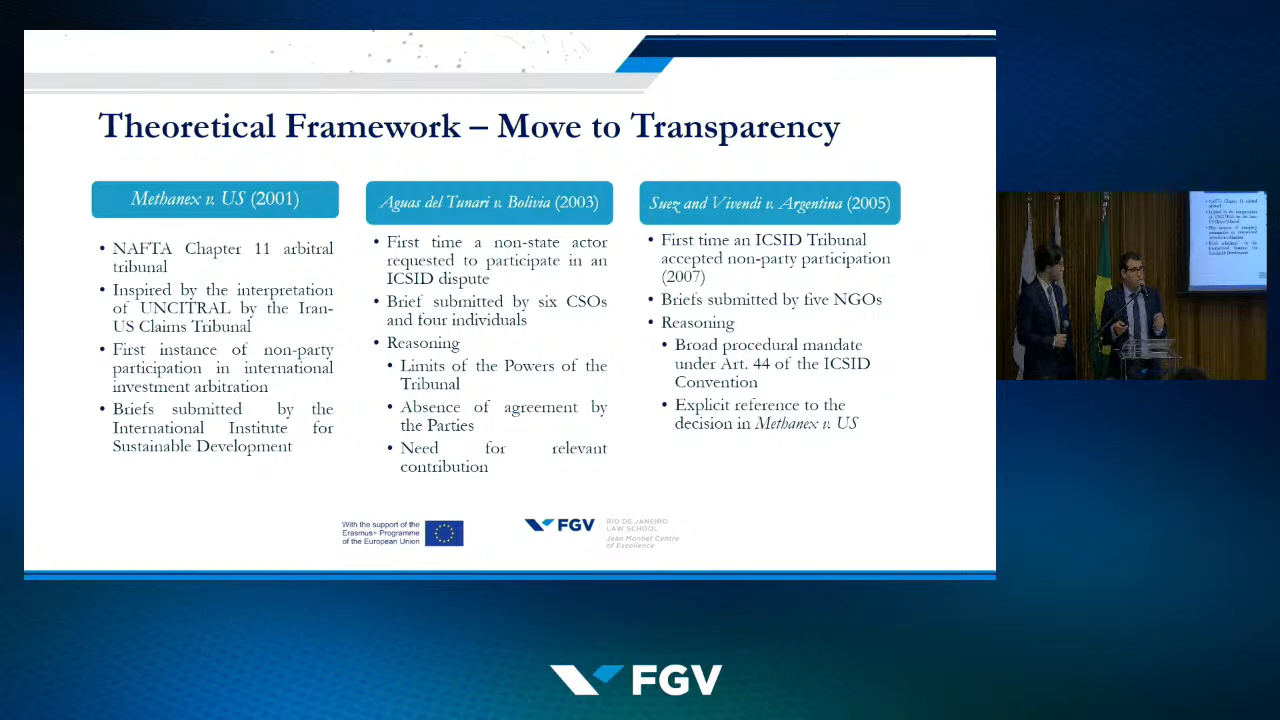 Theoretical Framework – Move to Transparency
Methanex v. US (2001)
• NAFTA Chapter 11 arbitral
tribunal
• Inspired by the interpretation
of UNCITRAL by the Iran-
US Claims Tribunal
• First instance of non-party
participation in international
investment arbitration
• Briefs submitted by the
International Institute for
Sustainable Development
Aguas del Tunari v. Bolivia (2003)
• First time a non-state actor
requested to participate in an
ICSID dispute
• Brief submitted by six CSOs
and four individuals
• Reasoning
• Limits of the Powers of the
Tribunal
• Absence of agreement by
the Parties
• Need for relevant
contribution
Suez and Vivendi v. Argentina (2005)
• First time an ICSID Tribunal
accepted non-party participation
(2007)
• Briefs submitted by five NGOs
• Reasoning
• Broad procedural mandate
under Art. 44 of the ICSID
Convention
• Explicit reference to the
decision in Methanex v. US
With the support of the
Erasmus+ Programme
of the European Union
FGV
RIO DE JANEIRO
LAW SCHOOL
Jean Monnet Centre
of Excellence
FGV